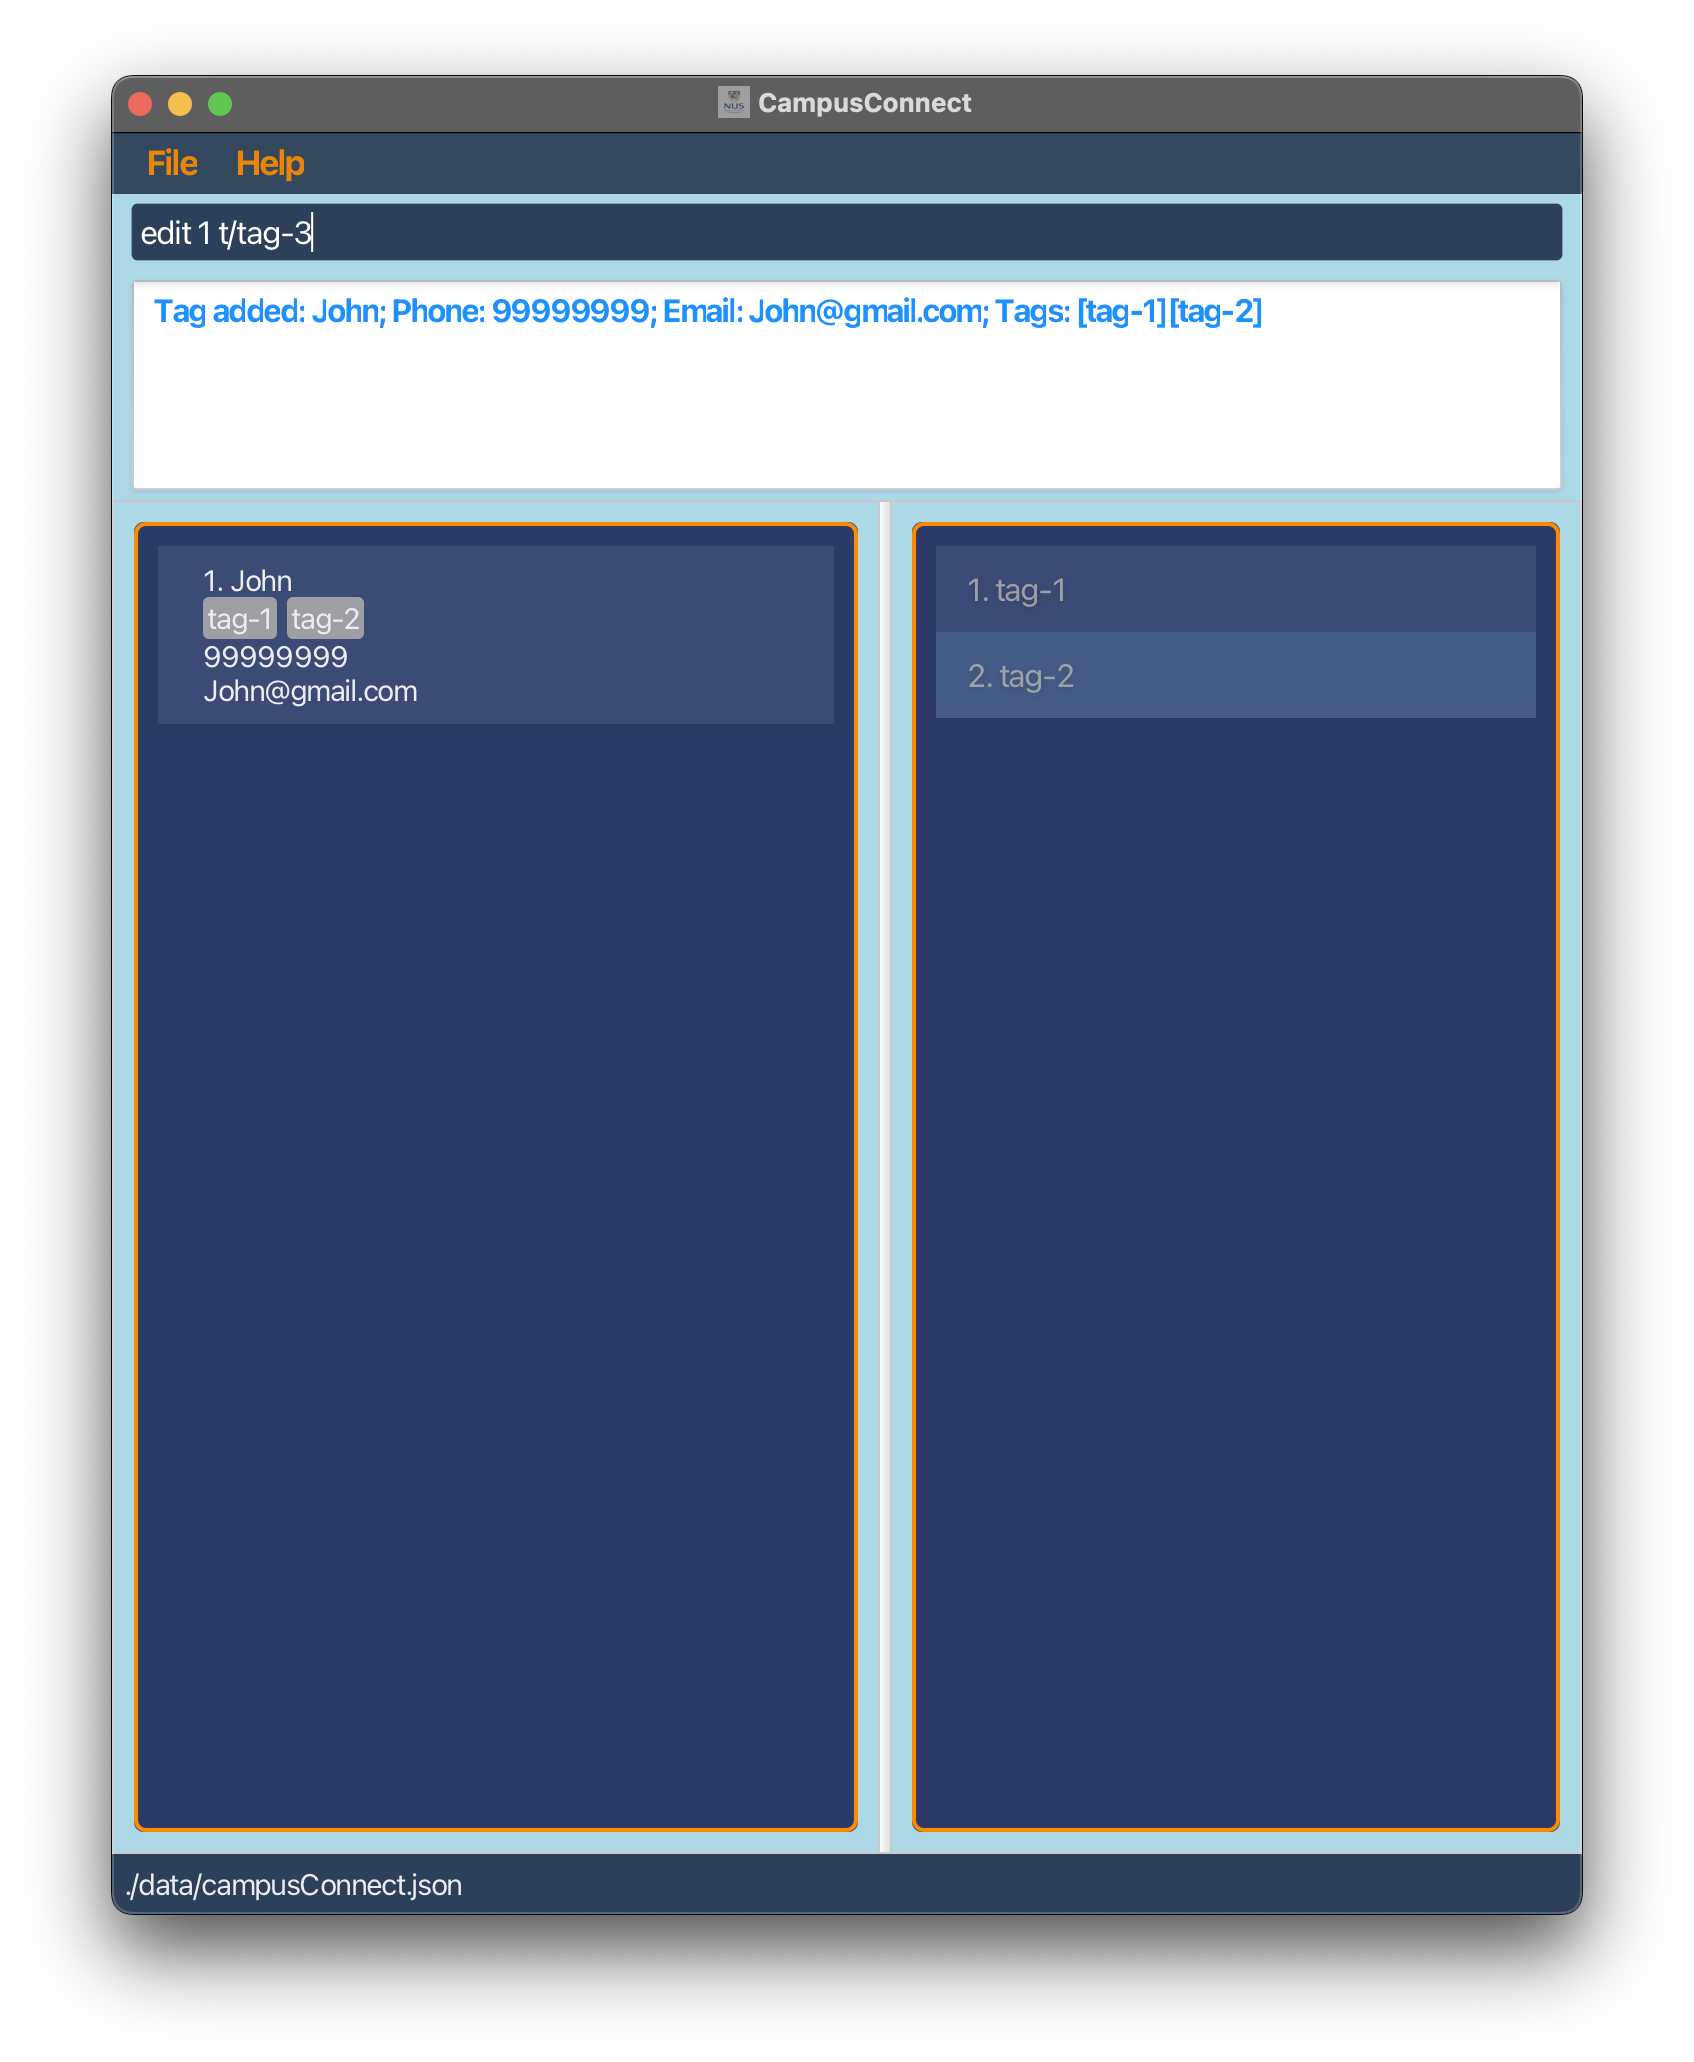 NUS
CampusConnect
File Help
edit 1 t/tag-3
Tag added: John; Phone: 99999999; Email: John@gmail.com; Tags: [tag-1][tag-2]
1. John
tag-1 tag-2
99999999
John@gmail.com
1. tag-1
2. tag-2
./data/campusConnect.json